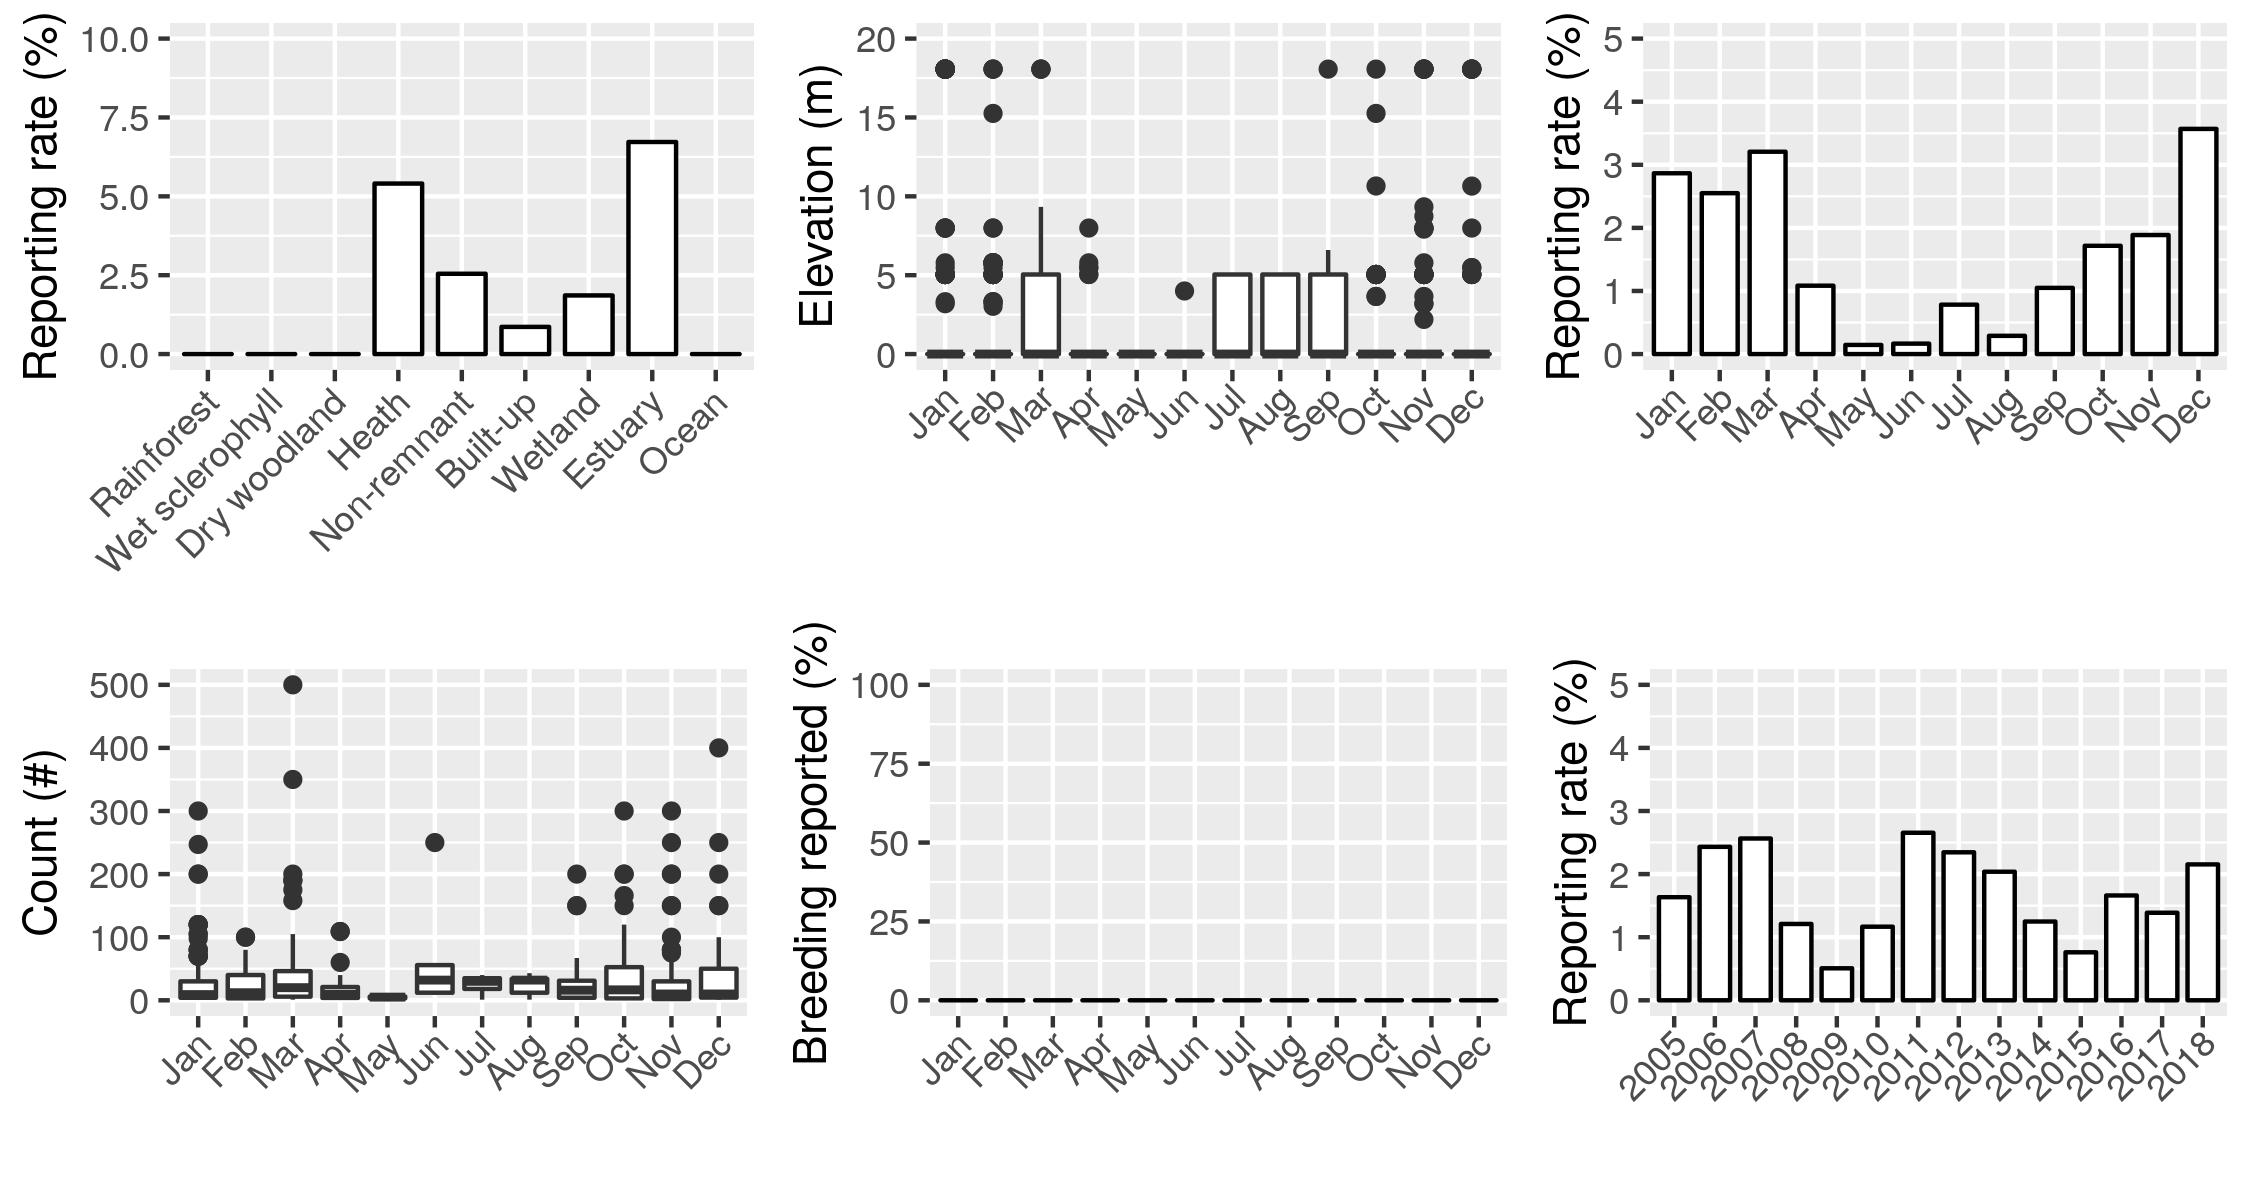 Reporting rate (%)
10.0
7.5
5.0
2.5
0.0
Rainforest
Wet sclerophyll
Dry woodland
Heath
Non-remnant
Built-up
Wetland
Estuary
Ocean
Elevation (m)
20
15
10
5
0
Jan
Feb
Mar
Apr
May
Jun
Jul
Aug
Sep
Oct
Nov
Dec
Reporting rate (%)
5
4
3
2
1
0
Jan
Feb
Mar
Apr
May
Jun
Jul
Aug
Sep
Oct
Nov
Dec
Count (#)
500
400
300
200
100
0
Jan
Feb
Mar
Apr
May
Jun
Jul
Aug
Sep
Oct
Nov
Dec
Breeding reported (%)
100
75
50
25
0
Jan
Feb
Mar
Apr
May
Jun
Jul
Aug
Sep
Oct
Nov
Dec
Reporting rate (%)
5
4
3
2
1
0
2005
2006
2007
2008
2009
2010
2011
2012
2013
2014
2015
2016
2017
2018